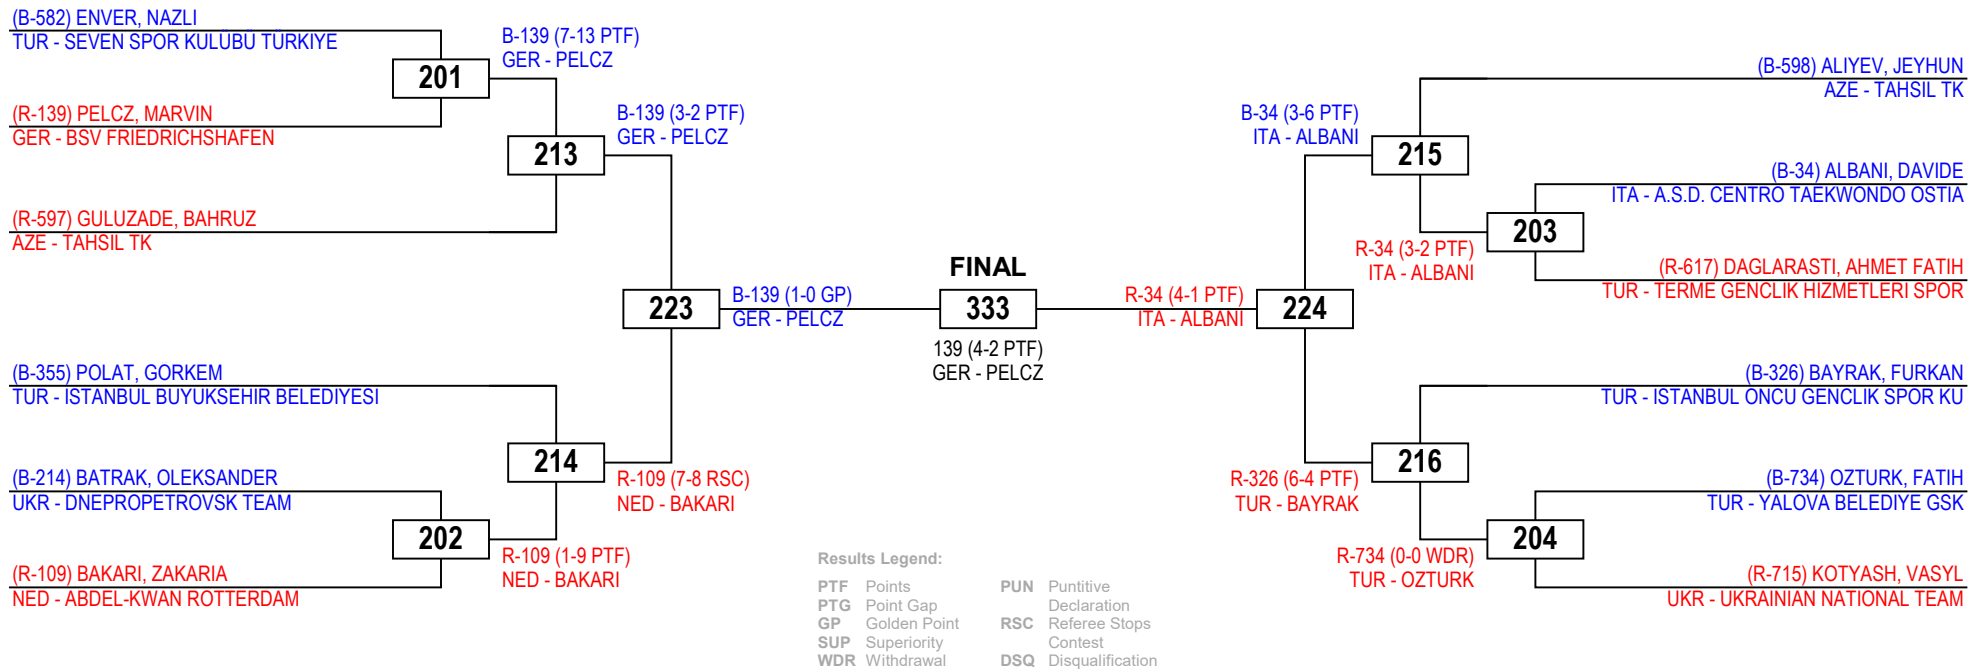 (B-582) ENVER, NAZLI
TUR - SEVEN SPOR KULUBU TURKIYE
201
B-139 (7-13 PTF)
GER - PELCZ
(R-139) PELCZ, MARVIN
GER - BSV FRIEDRICHSHAFEN
213
B-139 (3-2 PTF)
GER - PELCZ
(R-597) GULUZADE, BAHRUZ
AZE - TAHSIL TK
223
B-139 (1-0 GP)
GER - PELCZ
(B-355) POLAT, GORKEM
TUR - ISTANBUL BUYUKSEHIR BELEDIYESI
214
R-109 (7-8 RSC)
NED - BAKARI
(B-214) BATRAK, OLEKSANDER
UKR - DNEPROPETROVSK TEAM
202
R-109 (1-9 PTF)
NED - BAKARI
(R-109) BAKARI, ZAKARIA
NED - ABDEL-KWAN ROTTERDAM
FINAL
333
139 (4-2 PTF)
GER - PELCZ
(B-598) ALIYEV, JEYHUN
AZE - TAHSIL TK
B-34 (3-6 PTF)
ITA - ALBANI
215
(B-34) ALBANI, DAVIDE
ITA - A.S.D. CENTRO TAEKWONDO OSTIA
203
R-34 (3-2 PTF)
ITA - ALBANI
(R-617) DAGLARASTI, AHMET FATIH
TUR - TERME GENCLIK HIZMETLERI SPOR
R-34 (4-1 PTF)
ITA - ALBANI
224
(B-326) BAYRAK, FURKAN
TUR - ISTANBUL ONCU GENCLIK SPOR KU
216
R-326 (6-4 PTF)
TUR - BAYRAK
(B-734) OZTURK, FATIH
TUR - YALOVA BELEDIYE GSK
204
R-734 (0-0 WDR)
TUR - OZTURK
(R-715) KOTYASH, VASYL
UKR - UKRAINIAN NATIONAL TEAM
Results Legend:
PTF Points
PTG Point Gap
GP Golden Point
SUP Superiority
WDR Withdrawal
PUN Puntitive
Declaration
RSC Referee Stops
Contest
DSQ Disqualification